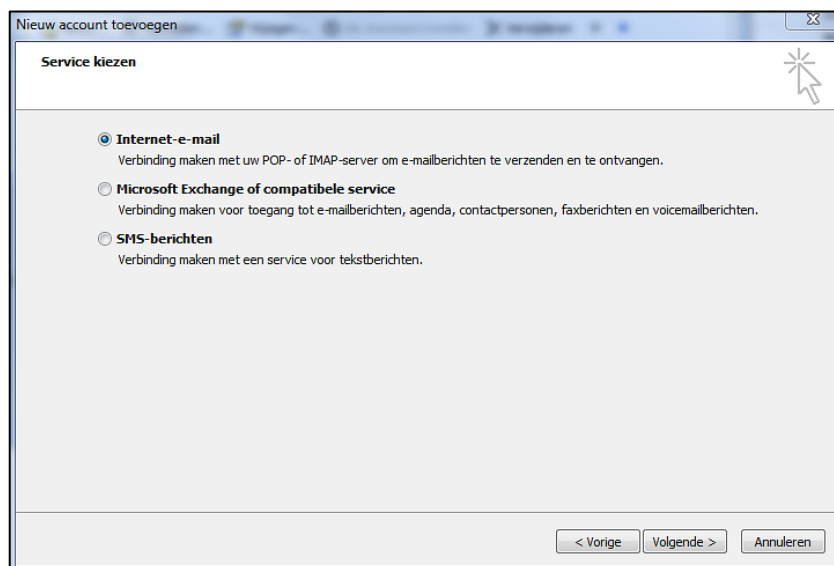 Nieuw account toevoegen
Service kiezen
Internet-e-mail
Verbinding maken met uw POP- of IMAP-server om e-mailberichten te verzenden en te ontvangen.
Microsoft Exchange of compatibele service
Verbinding maken voor toegang tot e-mailberichten, agenda, contactpersonen, faxberichten en voicemailberichten.
SMS-berichten
Verbinding maken met een service voor tekstberichten.
< Vorige Volgende > Annuleren